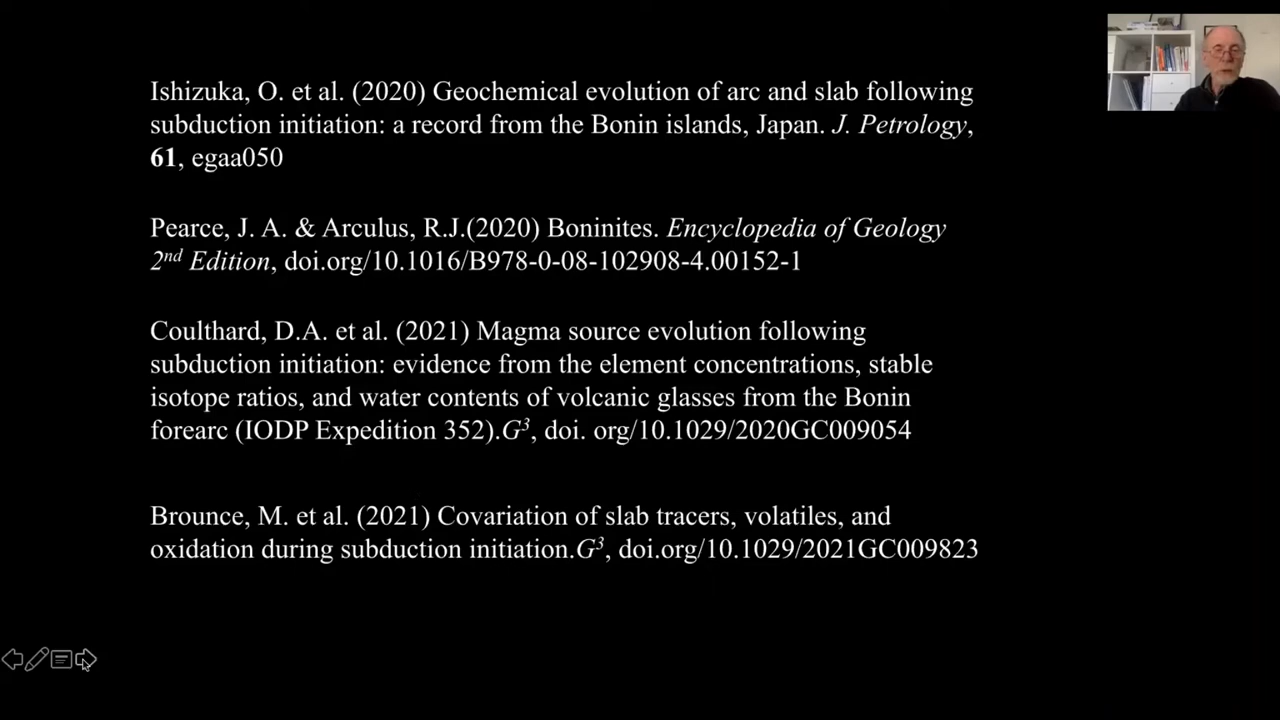 Ishizuka, O. et al. (2020) Geochemical evolution of arc and slab following
subduction initiation: a record from the Bonin islands, Japan. J. Petrology,
61, egaa050
Pearce, J. A. & Arculus, R.J.(2020) Boninites. Encyclopedia of Geology
2nd Edition, doi.org/10.1016/B978-0-08-102908-4.00152-1
Coulthard, D.A. et al. (2021) Magma source evolution following
subduction initiation: evidence from the element concentrations, stable
isotope ratios, and water contents of volcanic glasses from the Bonin
forearc (IODP Expedition 352).G3, doi. org/10.1029/2020GC009054
Brounce, M. et al. (2021) Covariation of slab tracers, volatiles, and
oxidation during subduction initiation.G3, doi.org/10.1029/2021GC009823